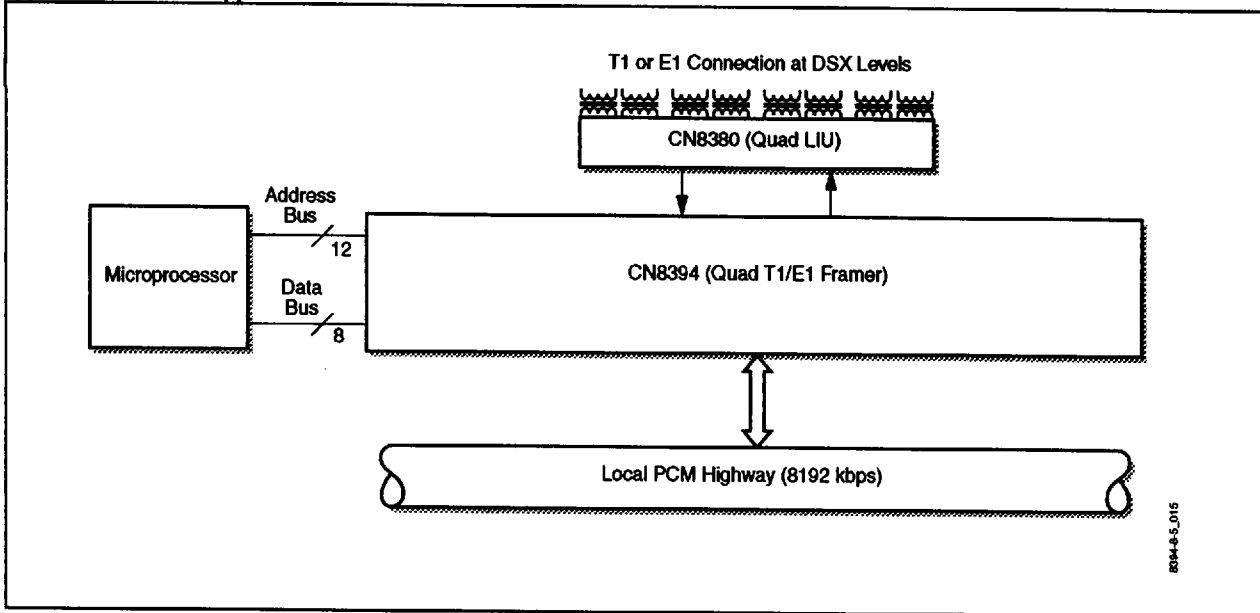 T1 or E1 Connection at DSX Levels
CN8380 (Quad LIU)
Address
Bus
12
Microprocessor
CN8394 (Quad T1/E1 Framer)
Data
Bus
8
Local PCM Highway (8192 kbps)
8394-8-5_015